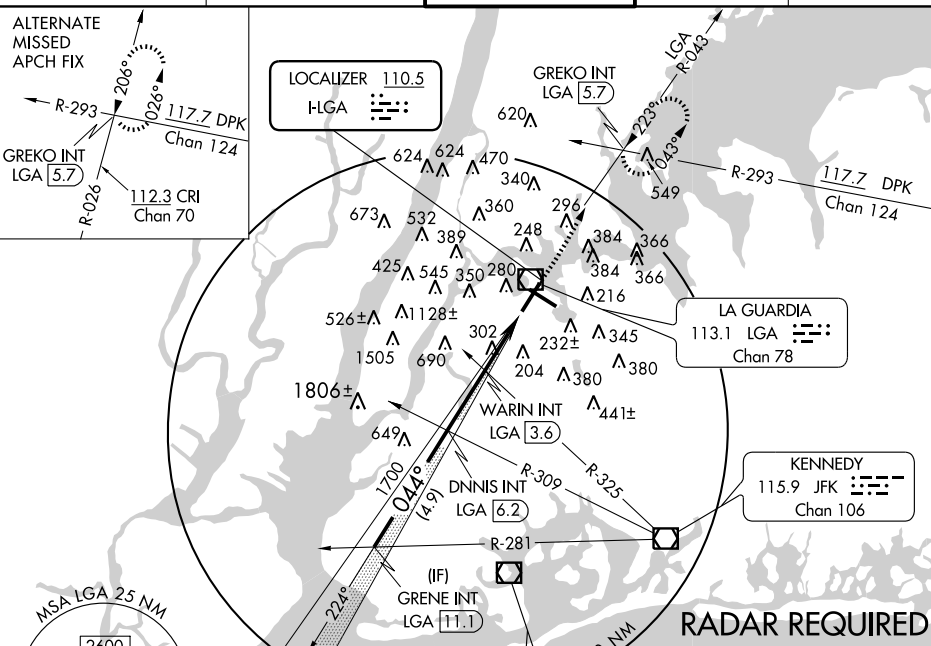 ALTERNATE
MISSED
APCH FIX
206°
026°
R-293
117.7 DPK
Chan 124
GREKO INT
LGA 5.7
112.3 CRI
Chan 70
R-026
LOCALIZER 110.5
I-LGA
LGA
R-043
GREKO INT
LGA 5.7
223°
043°
R-293
117.7 DPK
Chan 124
620
549
624
624
470
340
360
296
673
532
389
248
384
384
366
366
425
545
350
280
216
526±
1128±
302
232±
345
1505
690
204
380
380
1806±
441±
649
LA GUARDIA
113.1 LGA
Chan 78
WARIN INT
LGA 3.6
R-309
R-325
1700
044°
(4.9)
DNNIS INT
LGA 6.2
KENNEDY
115.9 JFK
Chan 106
R-281
224°
(IF)
GRENE INT
LGA 11.1
MSA LGA 25 NM
2600
NM
RADAR REQUIRED